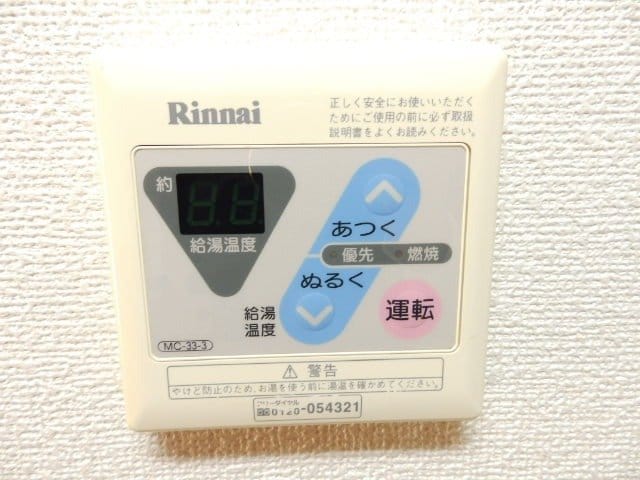 Rinnai
正しく安全にお使いいただく
ためにご使用の前に必ず取扱
説明書をよくお読みください。
約
給湯温度
あつく
優先 燃焼
ぬるく
給湯
温度
運転
MC-33-3
⚠ 警告
やけど防止のため、お湯を使う前に湯温を確かめてください。
フリーダイヤル
0120-054321